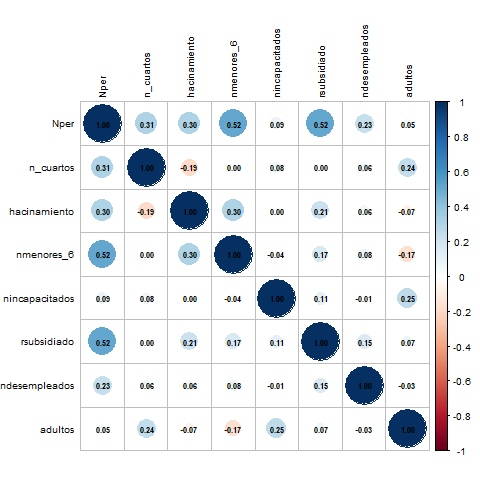 Nper n_cuartos hacinamiento nmenores_6 nincapacitados rsubsidiado ndesempleados adultos
Nper 1.00 0.31 0.30 0.52 0.09 0.52 0.23 0.05
n_cuartos 0.31 1.00 -0.19 0.00 0.08 0.00 0.06 0.24
hacinamiento 0.30 -0.19 1.00 0.30 0.00 0.21 0.06 -0.07
nmenores_6 0.52 0.00 0.30 1.00 -0.04 0.17 0.08 -0.17
nincapacitados 0.09 0.08 0.00 -0.04 1.00 0.11 -0.01 0.25
rsubsidiado 0.52 0.00 0.21 0.17 0.11 1.00 0.15 0.07
ndesempleados 0.23 0.06 0.06 0.08 -0.01 0.15 1.00 -0.03
adultos 0.05 0.24 -0.07 -0.17 0.25 0.07 -0.03 1.00
1
0.8
0.6
0.4
0.2
0
-0.2
-0.4
-0.6
-0.8
-1